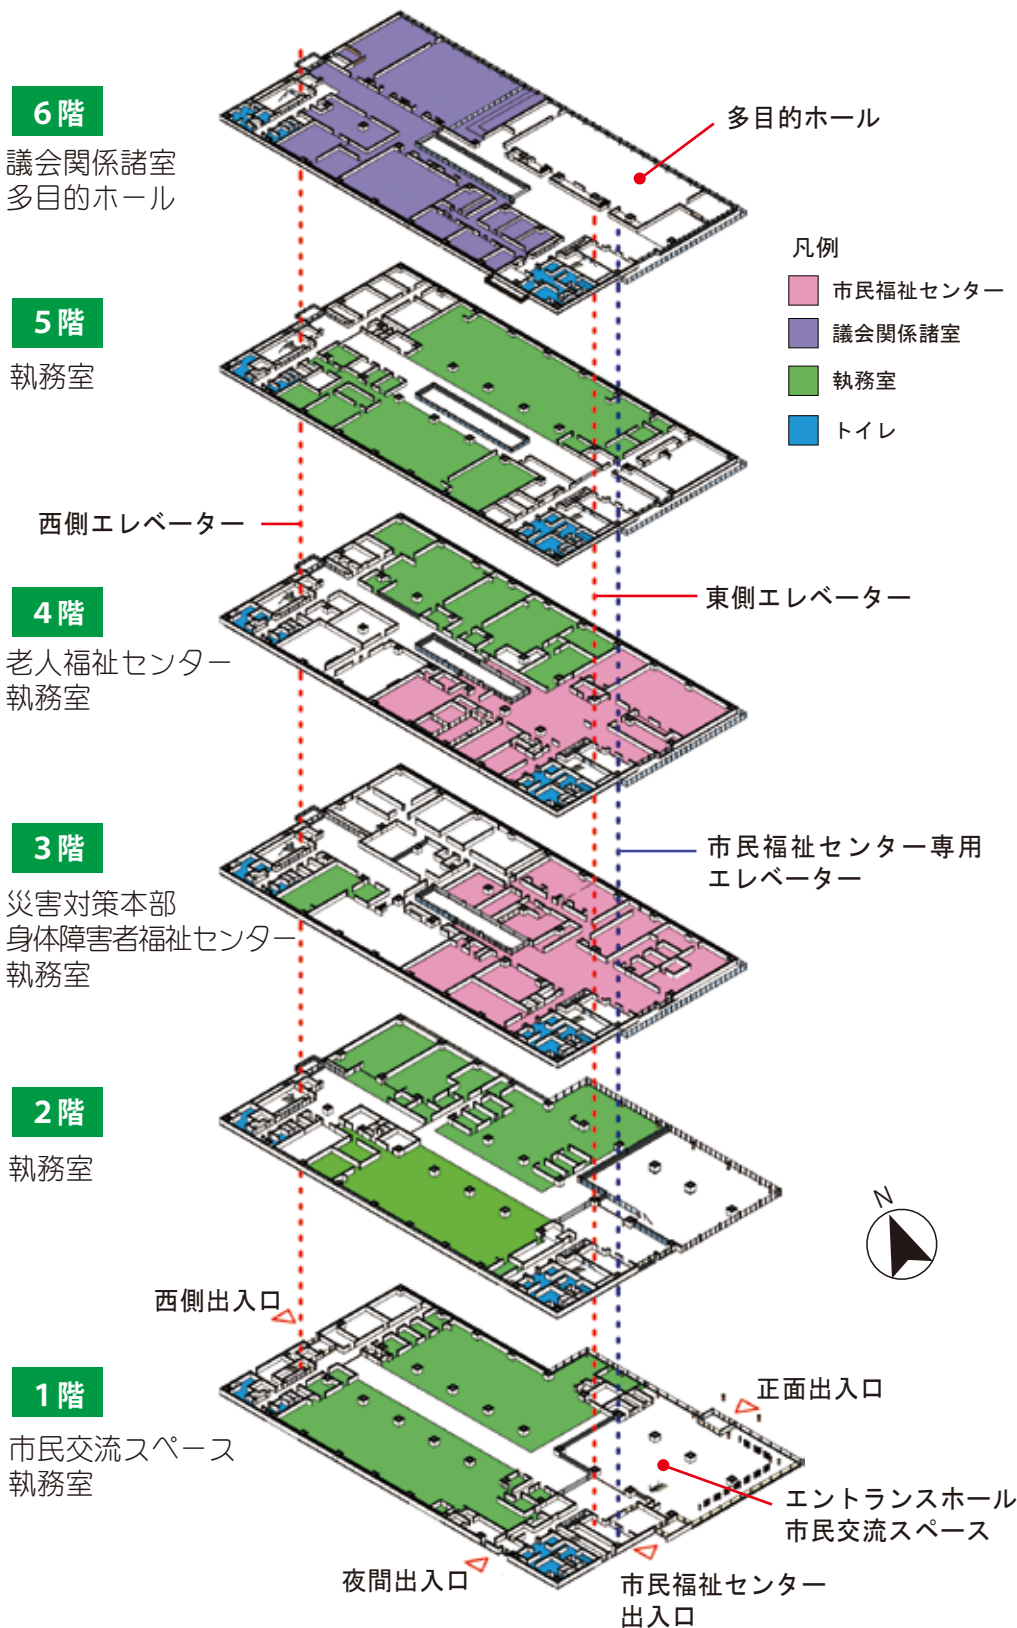 6階
議会関係諸室
多目的ホール
多目的ホール
凡例
市民福祉センター
議会関係諸室
執務室
トイレ
5階
執務室
西側エレベーター
東側エレベーター
4階
老人福祉センター
執務室
市民福祉センター専用
エレベーター
3階
災害対策本部
身体障害者福祉センター
執務室
2階
執務室
N
西側出入口
1階
市民交流スペース
執務室
正面出入口
エントランスホール
市民交流スペース
夜間出入口
市民福祉センター
出入口